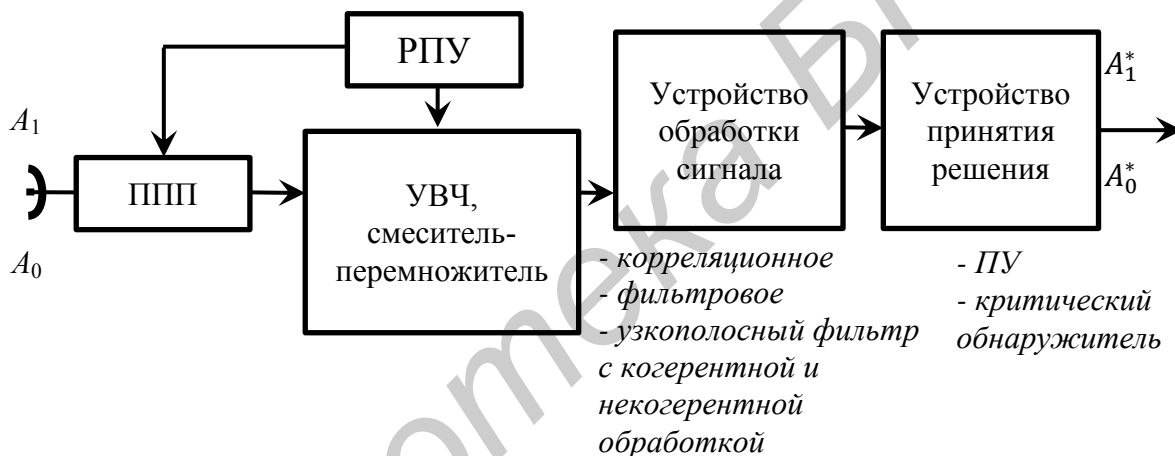 РПУ
A₁
ППП
A₀
УВЧ,
смеситель-
перемножитель
Устройство
обработки
сигнала
- корреляционное
- фильтровое
- узкополосный фильтр
с когерентной и
некогерентной
обработкой
Устройство
принятия
решения
- ПУ
- критический
обнаружитель
A₁*
A₀*
отека